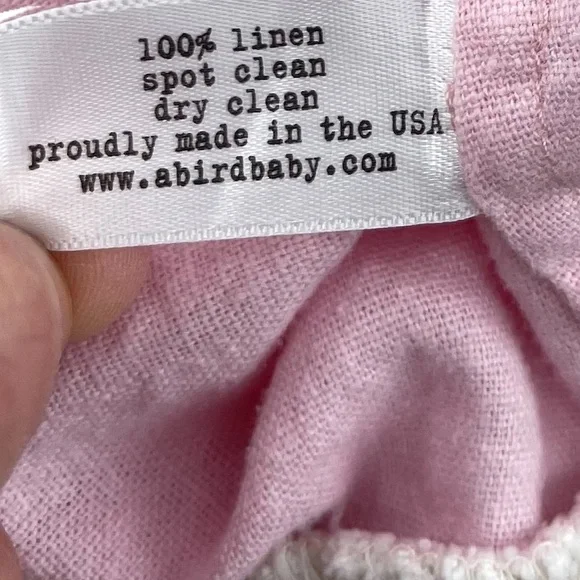 100% linen
spot clean
dry clean
proudly made in the USA
www.abirdbaby.com